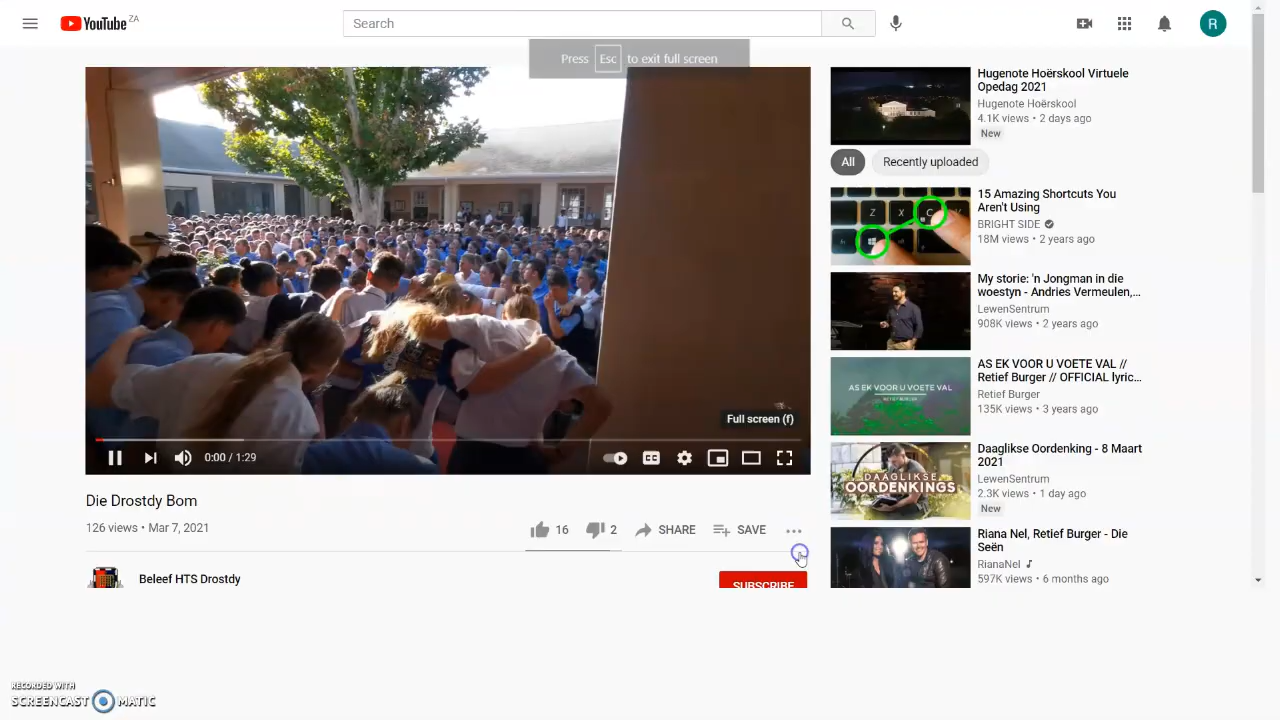 YouTube ZA
Search
R
Press Esc to exit full screen
Hugenote Hoërskool Virtuele
Opedag 2021
Hugenote Hoërskool
4.1K views • 2 days ago
New
All
Recently uploaded
Z X C
15 Amazing Shortcuts You
Aren't Using
BRIGHT SIDE
18M views • 2 years ago
My storie: 'n Jongman in die
woestyn - Andries Vermeulen,...
LewenSentrum
908K views • 2 years ago
AS EK VOOR U VOETE VAL
RETIEF BURGER
AS EK VOOR U VOETE VAL //
Retief Burger // OFFICIAL lyric...
Retief Burger
135K views • 3 years ago
DAAGLIKSE
OORDENKINGS
Daaglikse Oordenking - 8 Maart
2021
LewenSentrum
2.3K views • 1 day ago
New
Riana Nel, Retief Burger - Die
Seën
RianaNel
597K views • 6 months ago
Full screen (f)
0:00 / 1:29
CC
Die Drostdy Bom
126 views • Mar 7, 2021
16
2
SHARE
SAVE
Beleef HTS Drostdy
SUBSCRIBE
RECORDED WITH
SCREENCAST MATIC